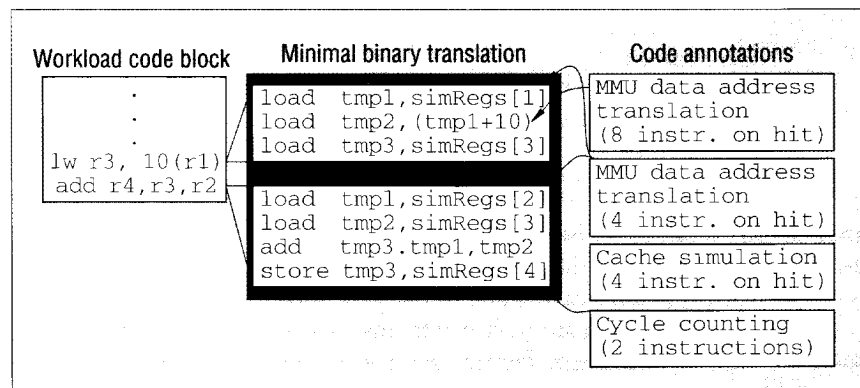 Workload code block
Minimal binary translation
Code annotations
.
.
.
lw r3, 10(r1)
add r4,r3,r2
load tmp1,simRegs[1]
load tmp2,(tmp1+10)
load tmp3,simRegs[3]
load tmp1,simRegs[2]
load tmp2,simRegs[3]
add tmp3.tmp1,tmp2
store tmp3,simRegs[4]
MMU data address
translation
(8 instr. on hit)
MMU data address
translation
(4 instr. on hit)
Cache simulation
(4 instr. on hit)
Cycle counting
(2 instructions)